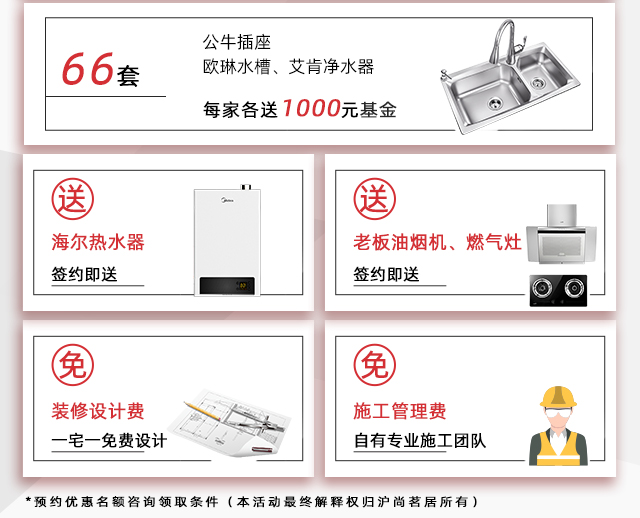 66套
公牛插座
欧琳水槽、艾肯净水器
每家各送1000元基金
送
海尔热水器
签约即送
Midea
送
老板油烟机、燃气灶
签约即送
免
装修设计费
一宅一免费设计
免
施工管理费
自有专业施工团队
*预约优惠名额咨询领取条件（本活动最终解释权归沪尚茗居所有）